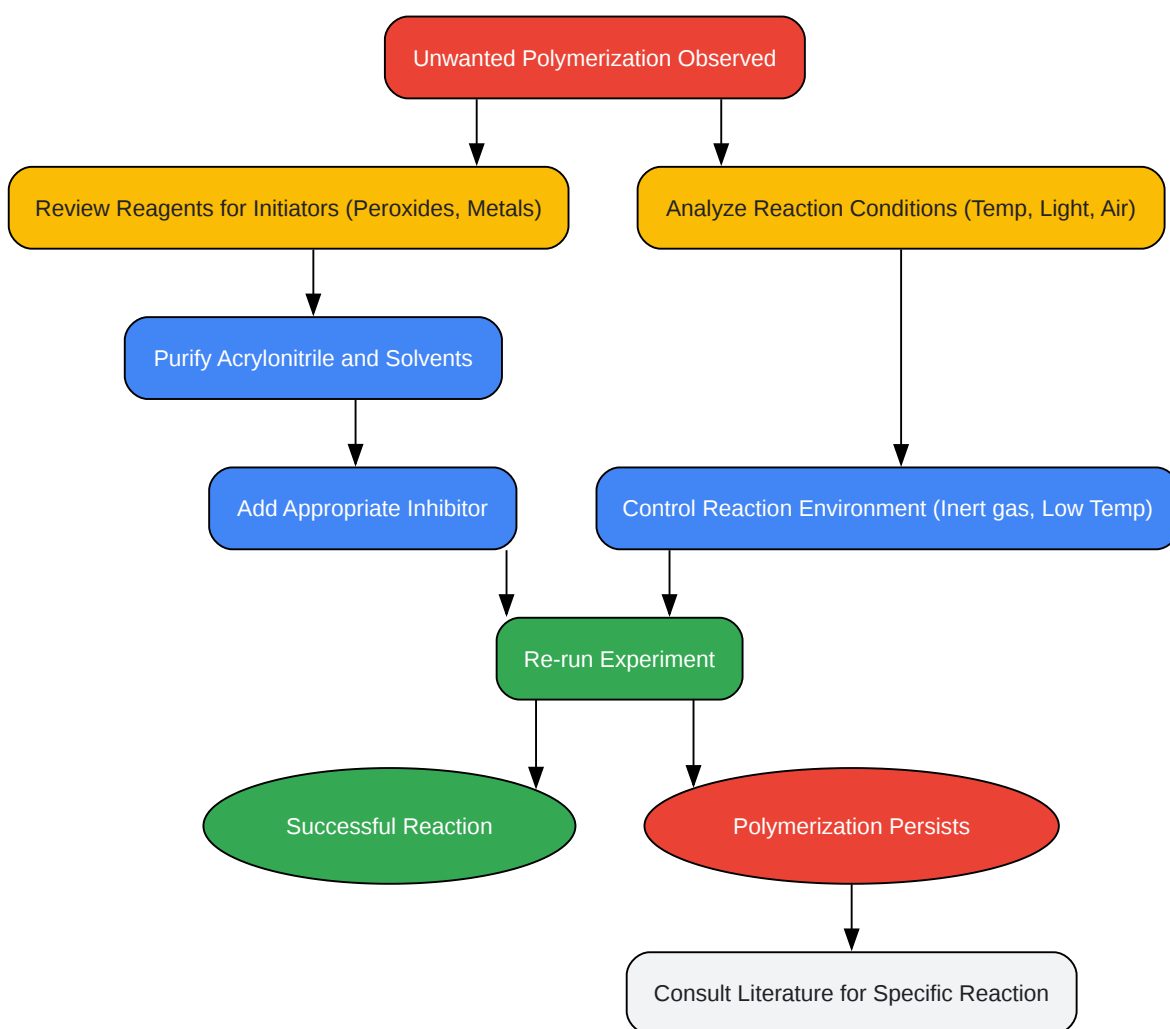 Unwanted Polymerization Observed
Review Reagents for Initiators (Peroxides, Metals)
Analyze Reaction Conditions (Temp, Light, Air)
Purify Acrylonitrile and Solvents
Add Appropriate Inhibitor
Control Reaction Environment (Inert gas, Low Temp)
Re-run Experiment
Successful Reaction
Polymerization Persists
Consult Literature for Specific Reaction